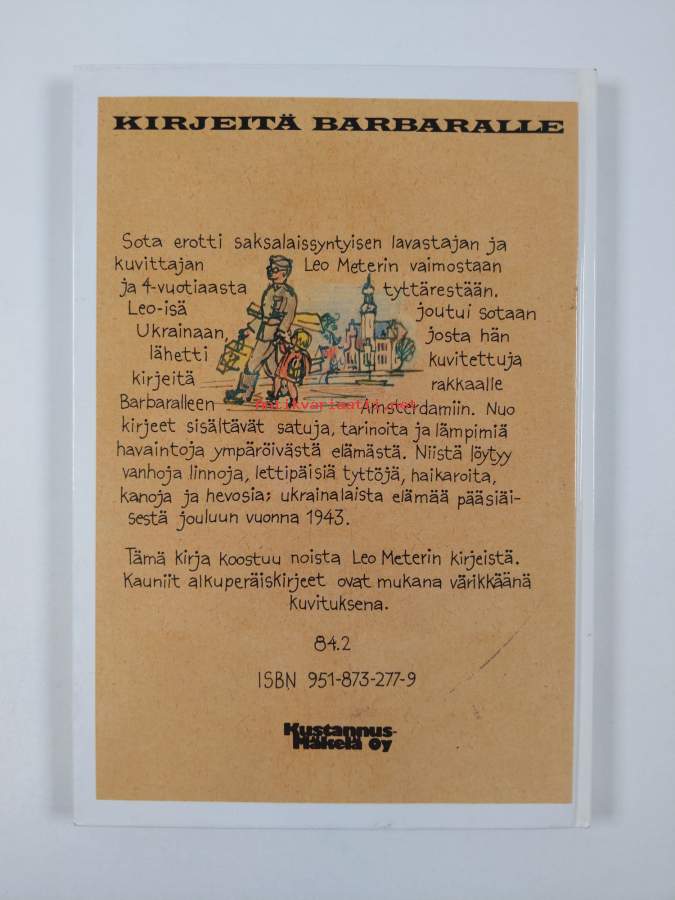 KIRJEITÄ BARBARALLE
Sota erotti saksalaissyntyisen lavastajan ja
kuvittajan Leo Meterin vaimostaan
ja 4-vuotiaasta tyttärestään.
Leo-isä joutui sotaan
Ukrainaan, josta hän
lähetti kuvitettuja
kirjeitä rakkaalle
Barbaralleen Amsterdamiin. Nuo
antikvariaatti.net
kirjeet sisältävät satuja, tarinoita ja lämpimiä
havaintoja ympäröivästä elämästä. Niistä löytyy
vanhoja linnoja, lettipäisiä tyttöjä, haikaroita,
kanoja ja hevosia; ukrainalaista elämää pääsiäi-
sestä jouluun vuonna 1943.
Tämä kirja koostuu noista Leo Meterin kirjeistä.
Kauniit alkuperäiskirjeet ovat mukana värikkäänä
kuvituksena.
84.2
ISBN 951-873-277-9
Kustannus-
Mäkelä Oy